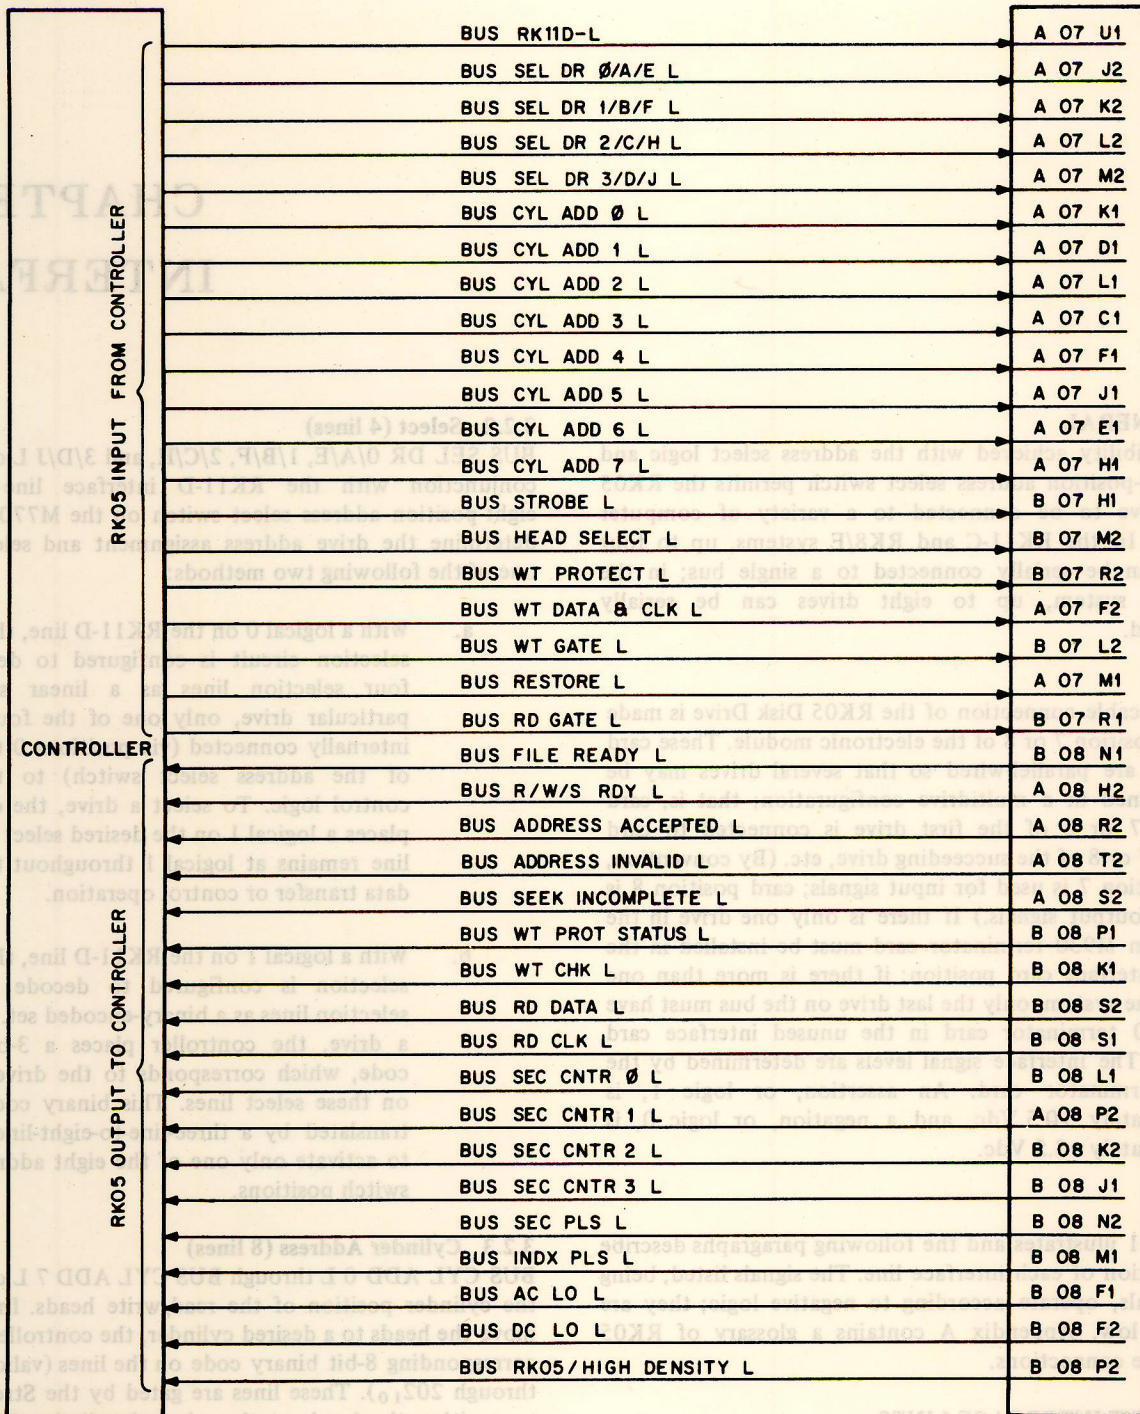 BUS RK11D-L A 07 U1
BUS SEL DR Ø/A/E L A 07 J2
BUS SEL DR 1/B/F L A 07 K2
BUS SEL DR 2/C/H L A 07 L2
BUS SEL DR 3/D/J L A 07 M2
BUS CYL ADD Ø L A 07 K1
BUS CYL ADD 1 L A 07 D1
BUS CYL ADD 2 L A 07 L1
BUS CYL ADD 3 L A 07 C1
BUS CYL ADD 4 L A 07 F1
BUS CYL ADD 5 L A 07 J1
BUS CYL ADD 6 L A 07 E1
BUS CYL ADD 7 L A 07 H1
BUS STROBE L B 07 H1
BUS HEAD SELECT L B 07 M2
BUS WT PROTECT L B 07 R2
BUS WT DATA & CLK L A 07 F2
BUS WT GATE L B 07 L2
BUS RESTORE L A 07 M1
BUS RD GATE L B 07 R1
RK05 INPUT FROM CONTROLLER
CONTROLLER
BUS FILE READY L B 08 N1
BUS R/W/S RDY L A 08 H2
BUS ADDRESS ACCEPTED L A 08 R2
BUS ADDRESS INVALID L A 08 T2
BUS SEEK INCOMPLETE L A 08 S2
BUS WT PROT STATUS L B 08 P1
BUS WT CHK L B 08 K1
BUS RD DATA L B 08 S2
BUS RD CLK L B 08 S1
BUS SEC CNTR Ø L B 08 L1
BUS SEC CNTR 1 L A 08 P2
BUS SEC CNTR 2 L B 08 K2
BUS SEC CNTR 3 L B 08 J1
BUS SEC PLS L B 08 N2
BUS INDX PLS L B 08 M1
BUS AC LO L B 08 F1
BUS DC LO L B 08 F2
BUS RK05/HIGH DENSITY L B 08 P2
RK05 OUTPUT TO CONTROLLER